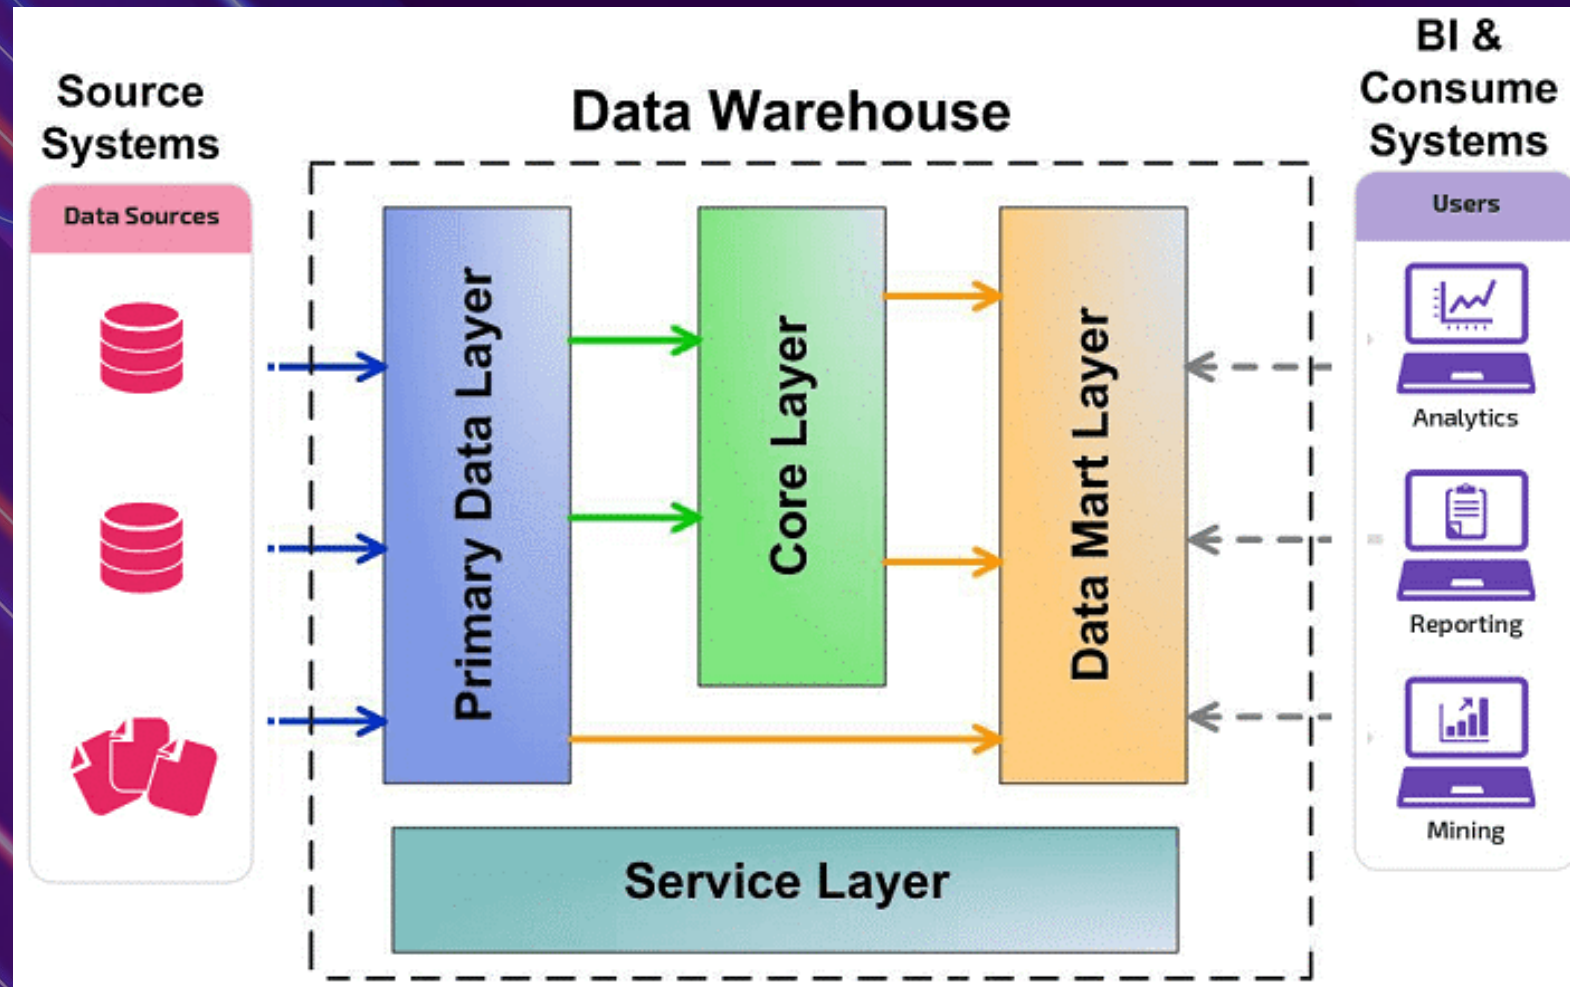 Source
Systems
Data Sources
Data Warehouse
Primary Data Layer
Core Layer
Data Mart Layer
Service Layer
BI &
Consume
Systems
Users
Analytics
Reporting
Mining